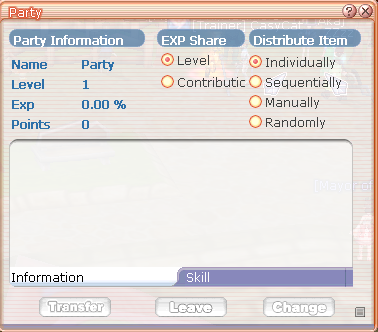 Party
[Trainer] CasyCat
Party Information
EXP Share
Distribute Item
Name Party
Level 1
Exp 0.00 %
Points 0
Level
Contributic
Individually
Sequentially
Manually
Randomly
Information
Skill
Transfer
Leave
Change